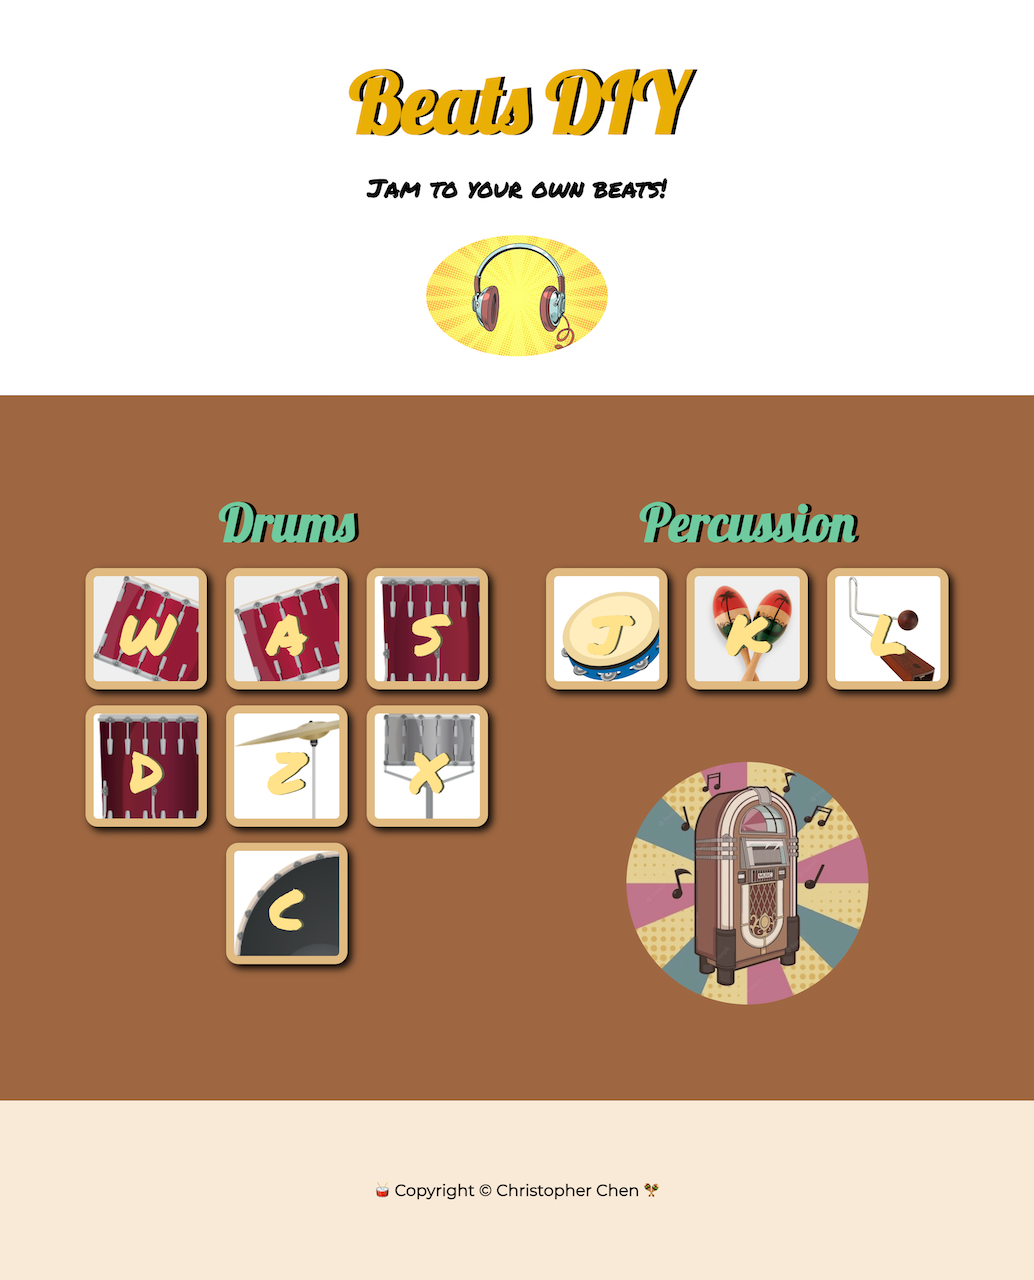 Beats DIY
Jam to your own beats!
Drums
W A S
D Z X
C
Percussion
J K L
🥁 Copyright © Christopher Chen 🪇